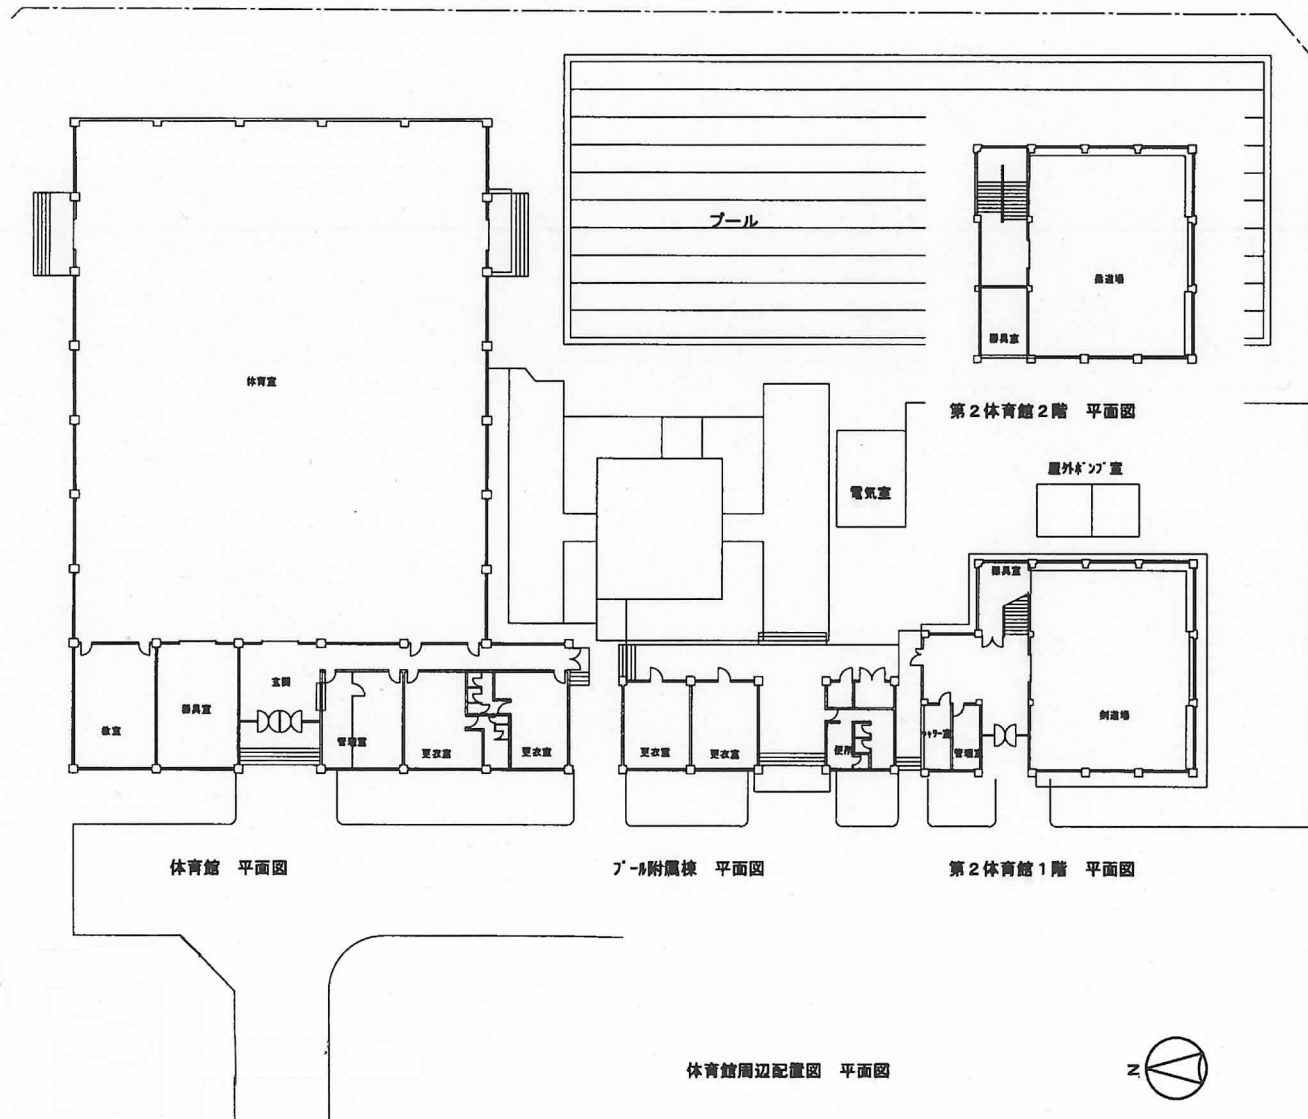 プール
柔道場
器具室
体育室
第2体育館2階 平面図
屋外ポンプ室
電気室
器具室
玄関
器具室
教室
管理室
更衣室
更衣室
更衣室
更衣室
便所
シャワー室
管理室
剣道場
体育館 平面図
プール附属棟 平面図
第2体育館1階 平面図
体育館周辺配置図 平面図
N